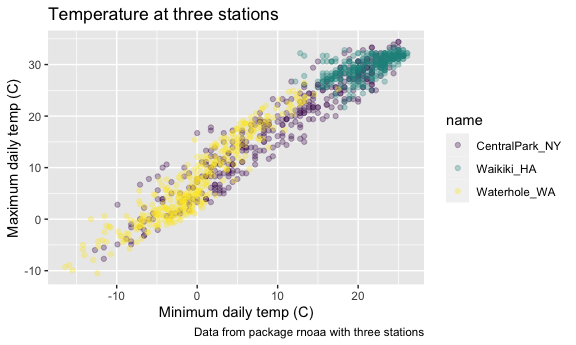 Temperature at three stations
Maximum daily temp (C)
30
20
10
0
-10
-10
0
10
20
Minimum daily temp (C)
name
CentralPark_NY
Waikiki_HA
Waterhole_WA
Data from package rnoaa with three stations